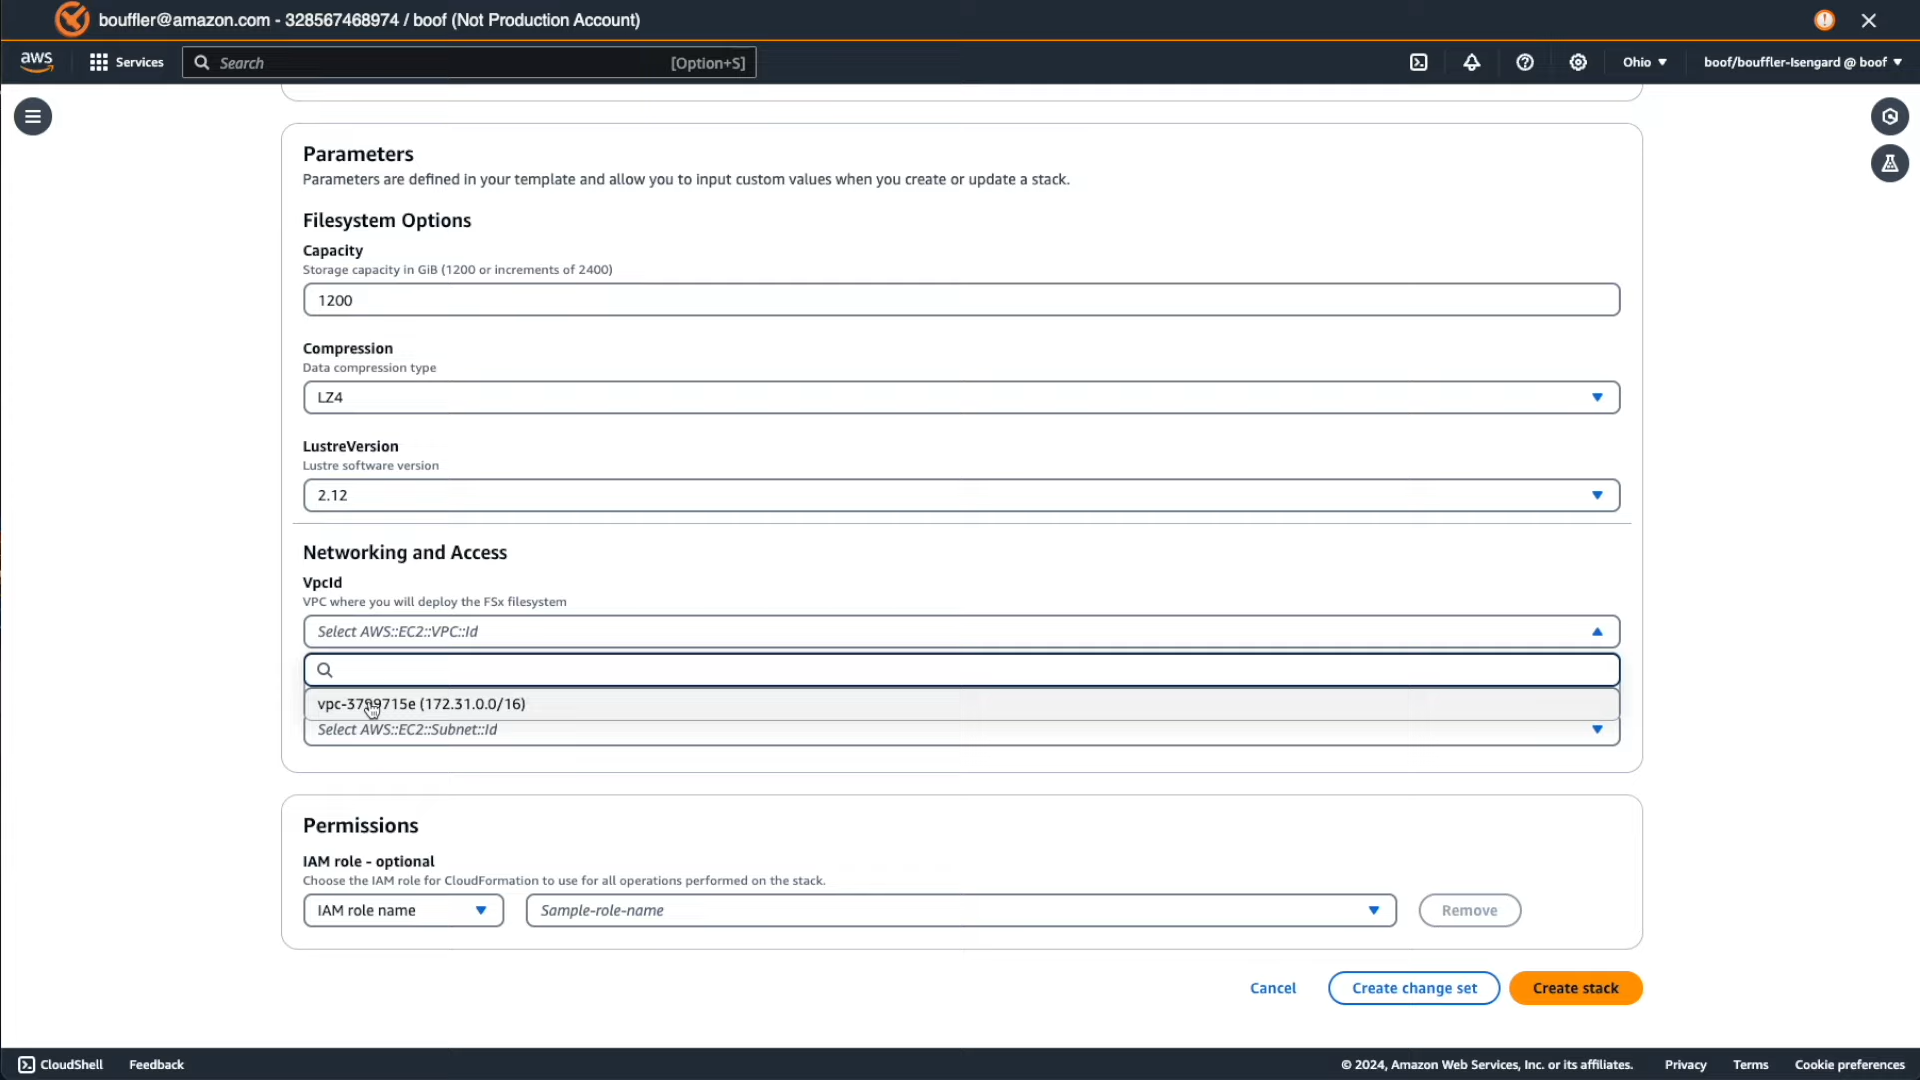 bouffler@amazon.com - 328567468974 / boof (Not Production Account)
aws
Services
Search
[Option+S]
Ohio
boof/bouffler-Isengard @ boof
Parameters
Parameters are defined in your template and allow you to input custom values when you create or update a stack.
Filesystem Options
Capacity
Storage capacity in GiB (1200 or increments of 2400)
1200
Compression
Data compression type
LZ4
LustreVersion
Lustre software version
2.12
Networking and Access
VpcId
VPC where you will deploy the FSx filesystem
Select AWS::EC2::VPC::Id
(172.31.0.0/16)
Select AWS::EC2::Subnet::Id
Permissions
IAM role - optional
Choose the IAM role for CloudFormation to use for all operations performed on the stack.
IAM role name
Sample-role-name
Remove
Cancel
Create change set
Create stack
CloudShell
Feedback
© 2024, Amazon Web Services, Inc. or its affiliates.
Privacy
Terms
Cookie preferences